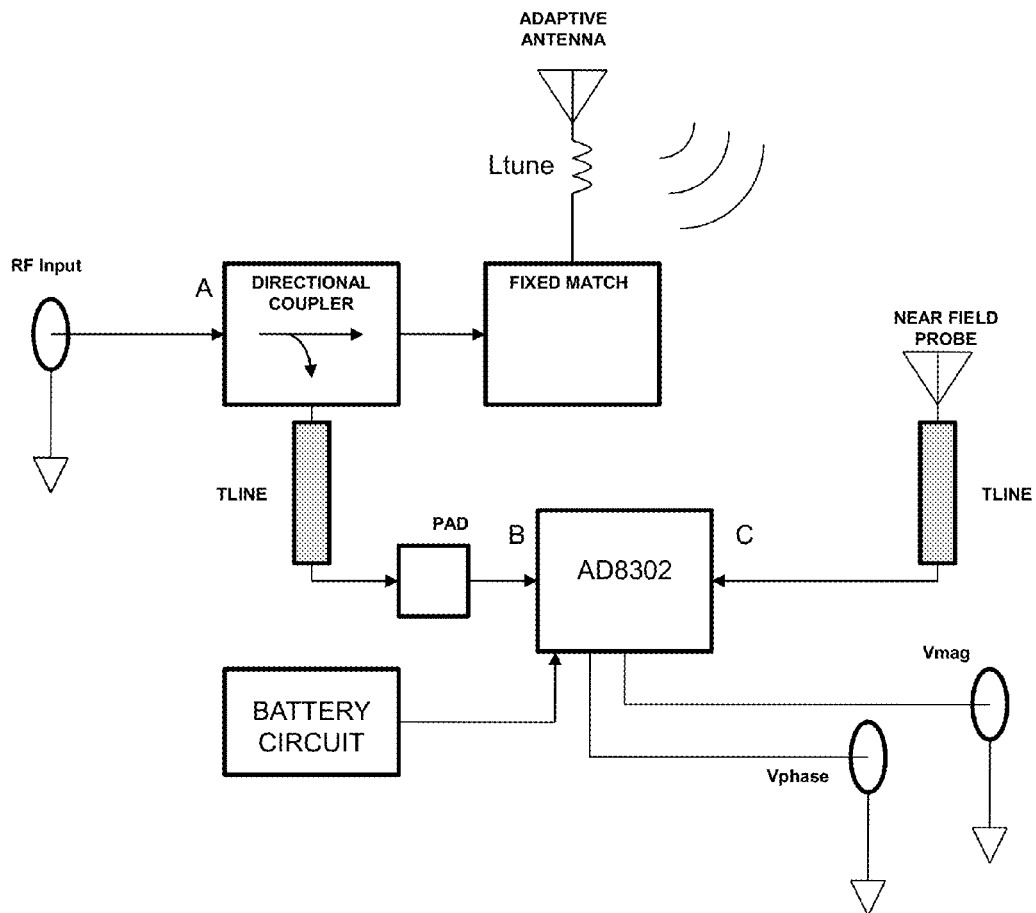 ADAPTIVE
ANTENNA
Ltune
RF Input
A
DIRECTIONAL
COUPLER
FIXED MATCH
NEAR FIELD
PROBE
TLINE
PAD
B
AD8302
C
TLINE
BATTERY
CIRCUIT
Vmag
Vphase